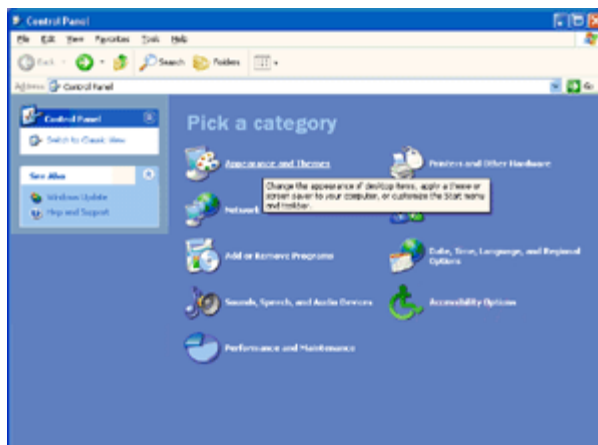 Control Panel
File Edit View Favorites Tools Help
Back Search Folders
Address Control Panel Go
Control Panel
Switch to Classic View
See Also
Windows Update
Help and Support
Pick a category
Appearance and Themes
Printers and Other Hardware
Change the appearance of desktop items, apply a theme or
screen saver to your computer, or customize the Start menu
and taskbar.
Network
Add or Remove Programs
Date, Time, Language, and Regional
Options
Sounds, Speech, and Audio Devices
Accessibility Options
Performance and Maintenance